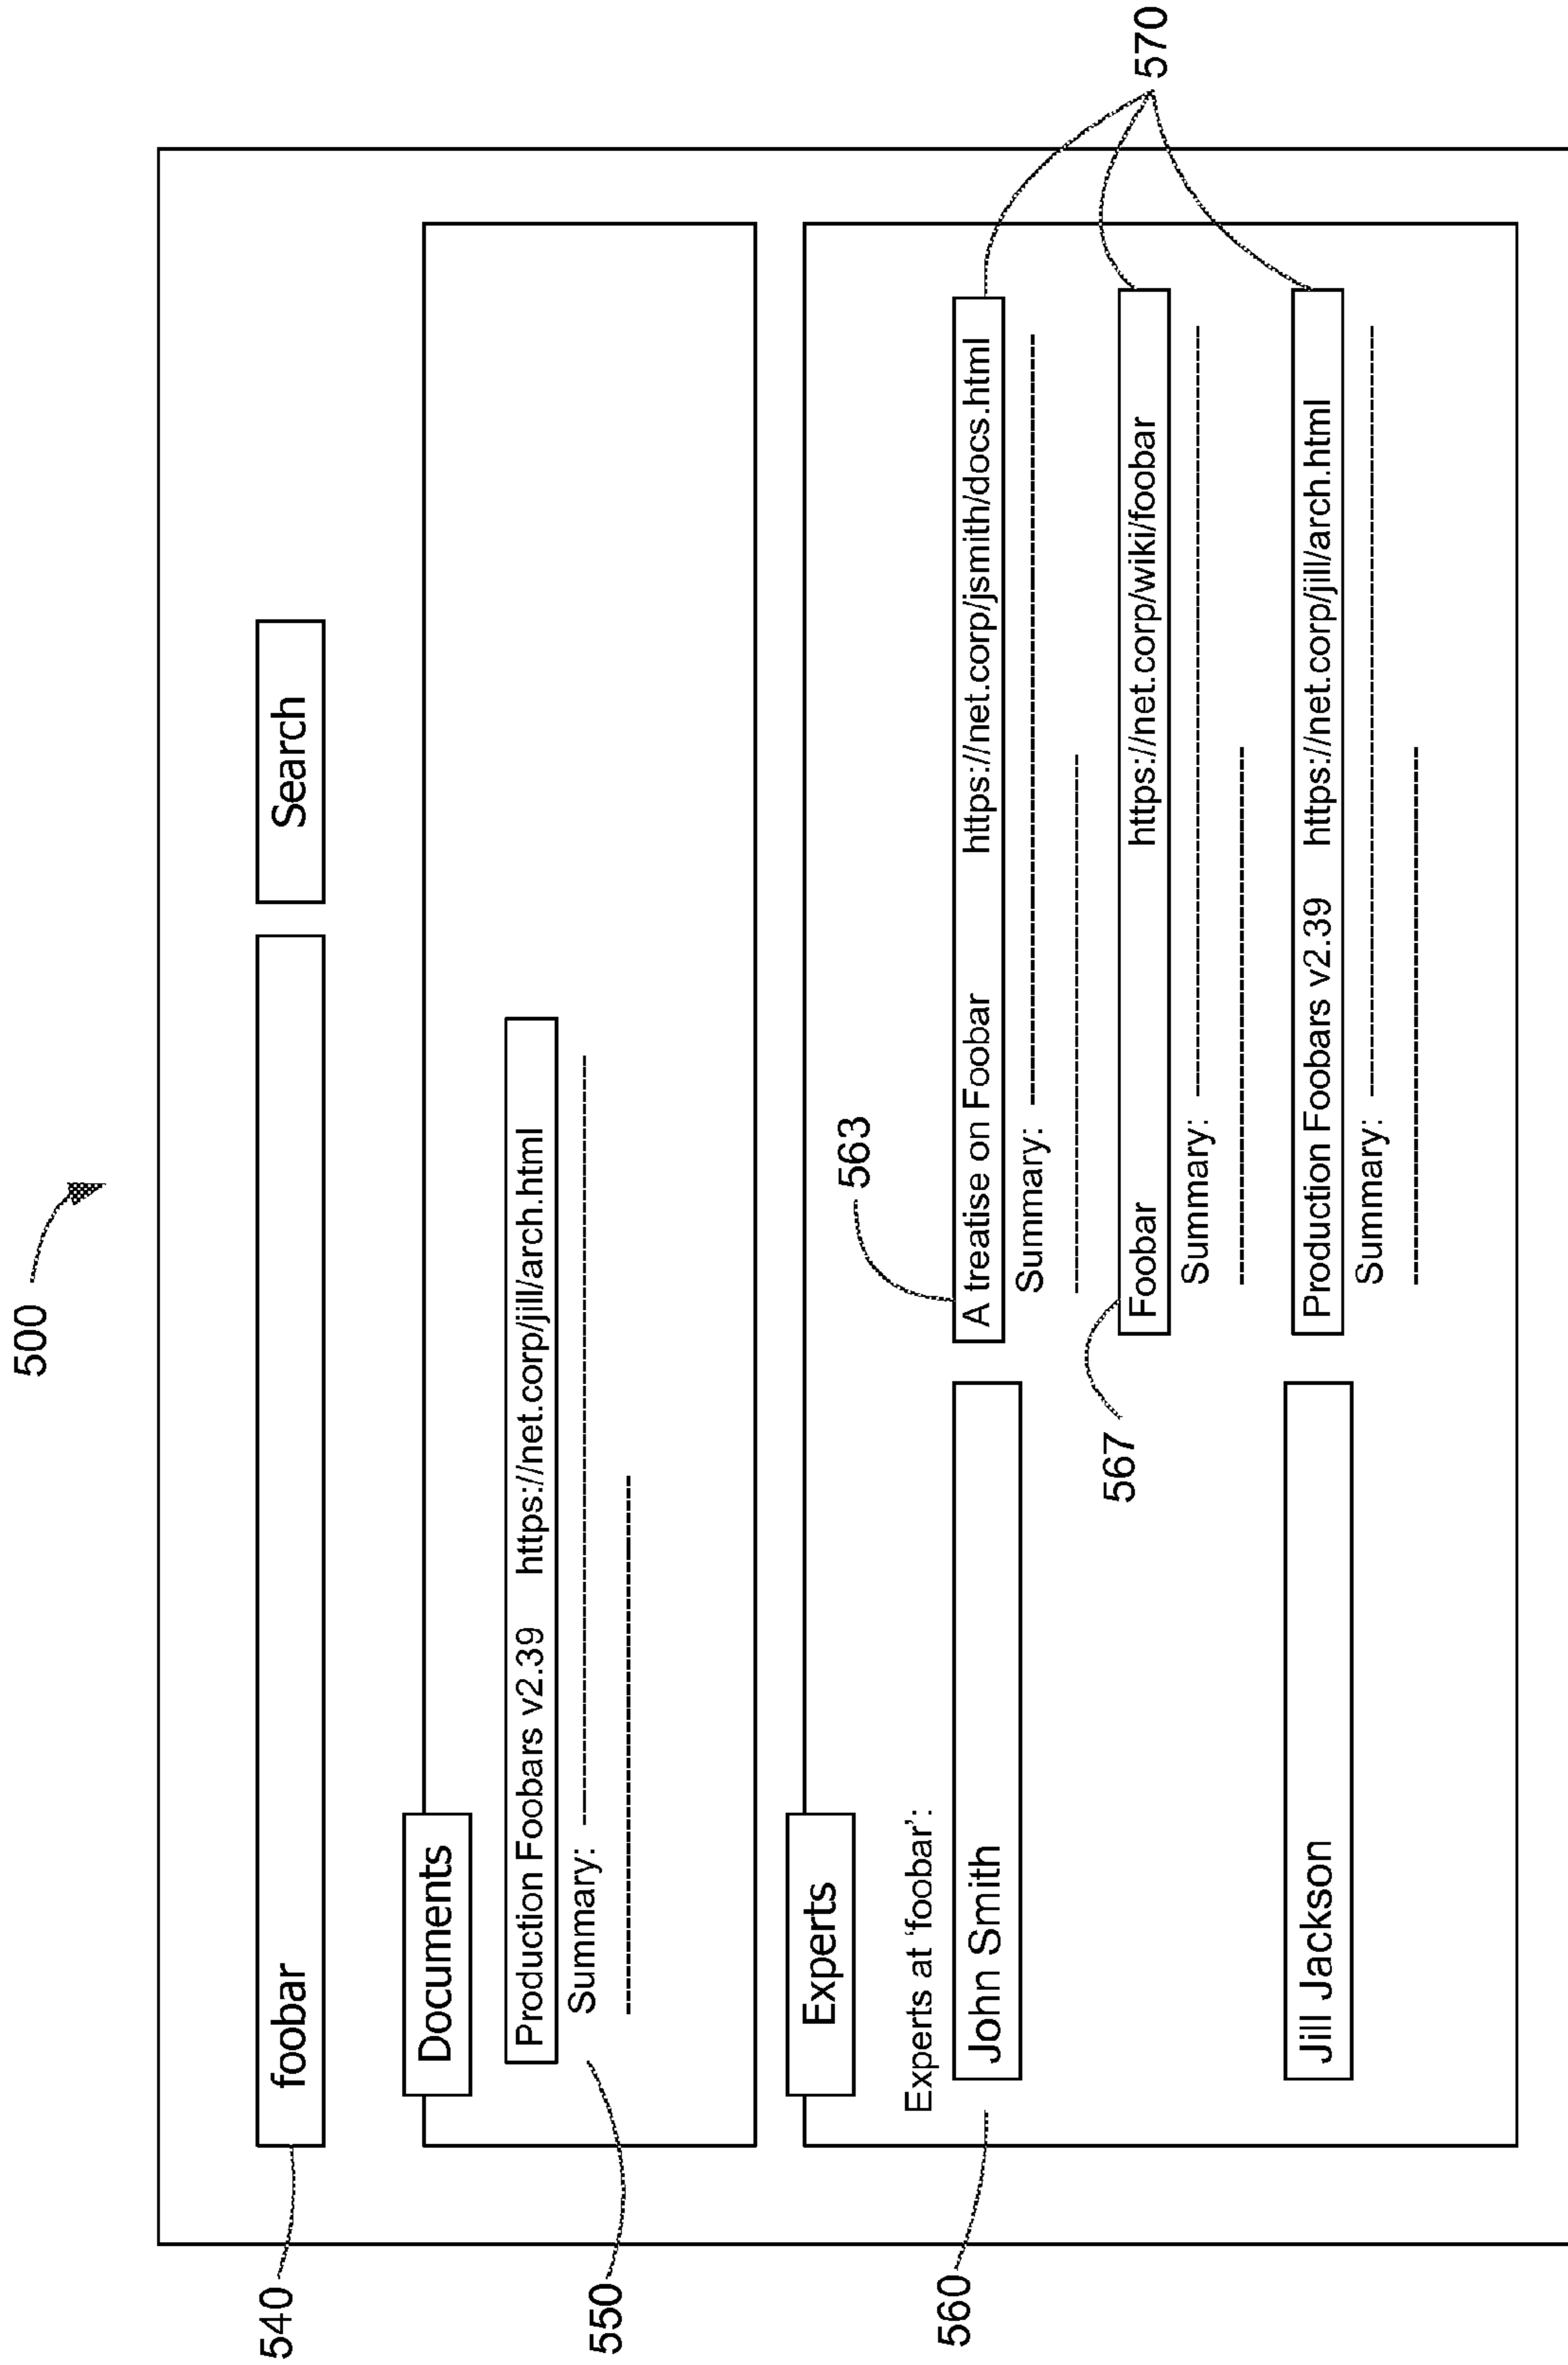 500
540
foobar
Search
Documents
550
Production Foobars v2.39 https://net.corp/jill/arch.html
Summary:
Experts
563
Experts at 'foobar':
560
John Smith
A treatise on Foobar https://net.corp/jsmith/docs.html
Summary:
567
Foobar https://net.corp/wiki/foobar
570
Summary:
Jill Jackson
Production Foobars v2.39 https://net.corp/jill/arch.html
Summary: